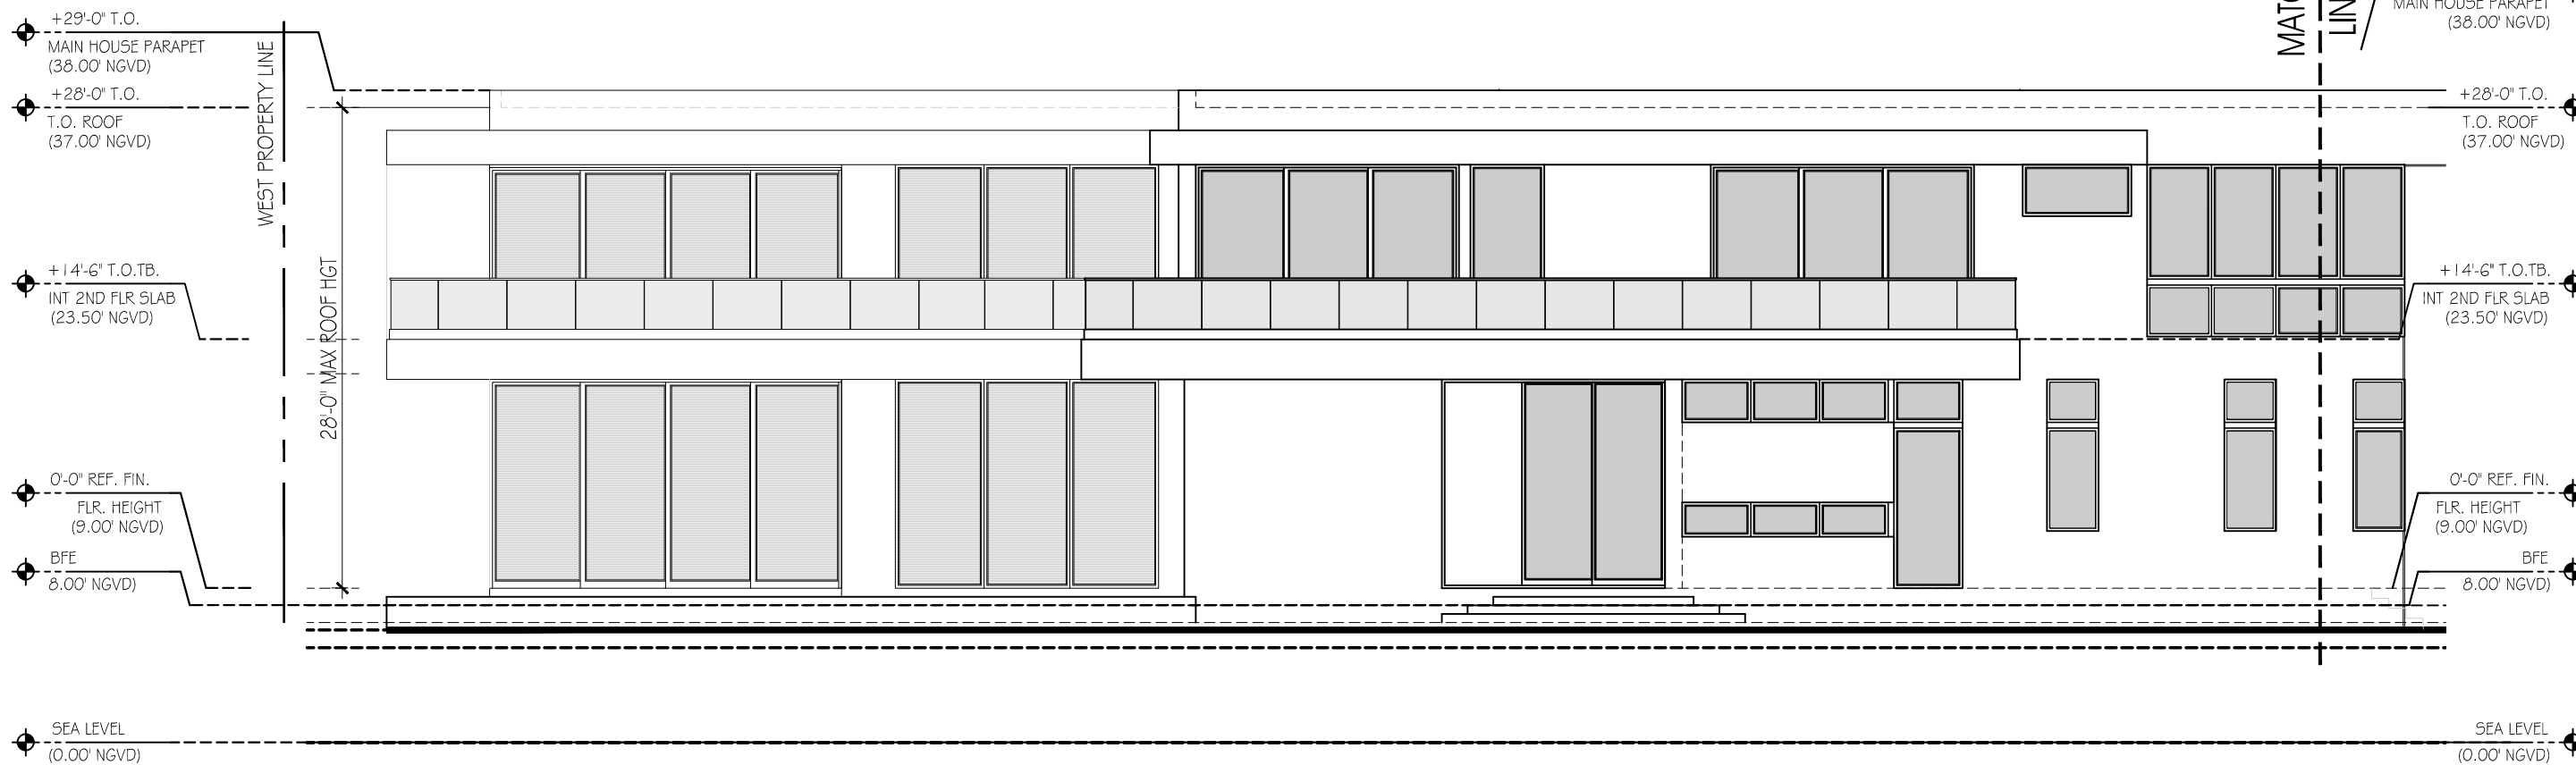 +29'-0" T.O.
MAIN HOUSE PARAPET
(38.00' NGVD)
+28'-0" T.O.
T.O. ROOF
(37.00' NGVD)
WEST PROPERTY LINE
28'-0" MAX ROOF HGT
+14'-6" T.O.TB.
INT 2ND FLR SLAB
(23.50' NGVD)
0'-0" REF. FIN.
FLR. HEIGHT
(9.00' NGVD)
BFE
8.00' NGVD)
SEA LEVEL
(0.00' NGVD)
MATC
LIN
MAIN HOUSE PARAPET
(38.00' NGVD)
+28'-0" T.O.
T.O. ROOF
(37.00' NGVD)
+14'-6" T.O.TB.
INT 2ND FLR SLAB
(23.50' NGVD)
0'-0" REF. FIN.
FLR. HEIGHT
(9.00' NGVD)
BFE
8.00' NGVD)
SEA LEVEL
(0.00' NGVD)